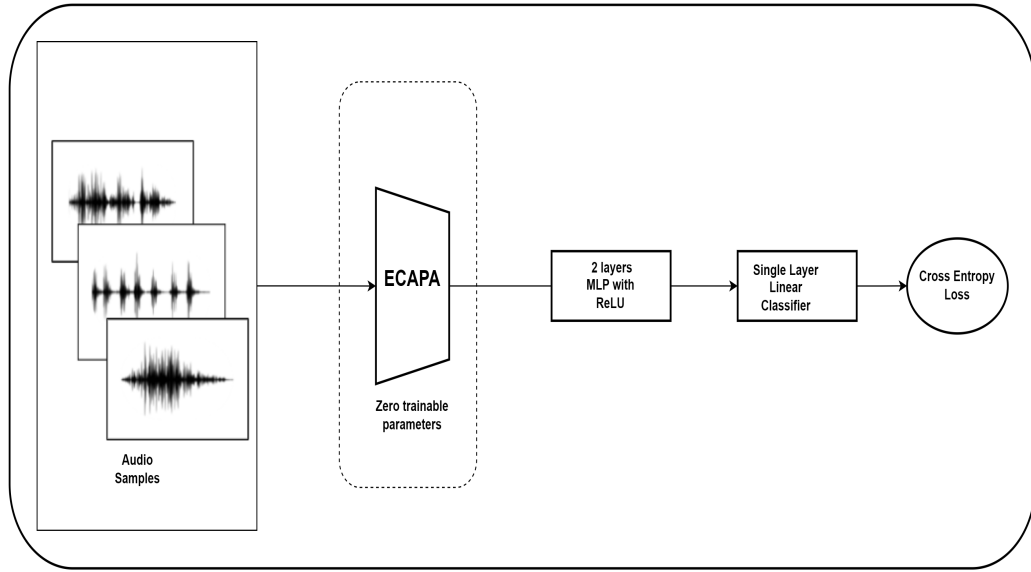 Audio
Samples
ECAPA
Zero trainable
parameters
2 layers
MLP with
ReLU
Single Layer
Linear
Classifier
Cross Entropy
Loss